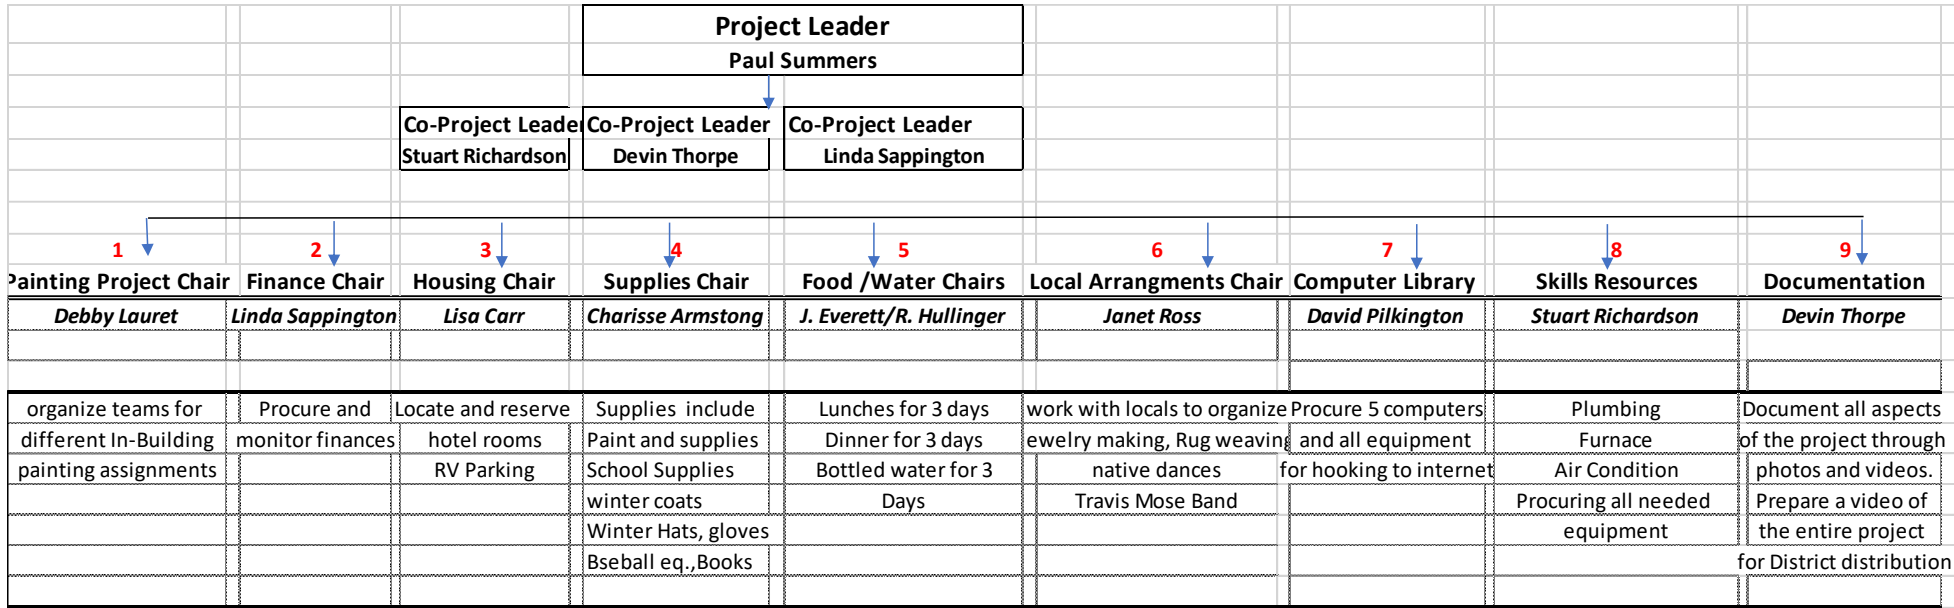 Project Leader
Paul Summers
Co-Project Leader Co-Project Leader Co-Project Leader
Stuart Richardson Devin Thorpe Linda Sappington
1 2 3 4 5 6 7 8 9
Painting Project Chair Finance Chair Housing Chair Supplies Chair Food /Water Chairs Local Arrangments Chair Computer Library Skills Resources Documentation
Debby Lauret Linda Sappington Lisa Carr Charisse Armstong J. Everett/R. Hullinger Janet Ross David Pilkington Stuart Richardson Devin Thorpe
organize teams for Procure and Locate and reserve Supplies include Lunches for 3 days work with locals to organize Procure 5 computers Plumbing Document all aspects
different In-Building monitor finances hotel rooms Paint and supplies Dinner for 3 days ewelry making, Rug weaving and all equipment Furnace of the project through
painting assignments RV Parking School Supplies Bottled water for 3 native dances for hooking to internet Air Condition photos and videos.
winter coats Days Travis Mose Band Procuring all needed Prepare a video of
Winter Hats, gloves equipment the entire project
Bseball eq.,Books for District distribution